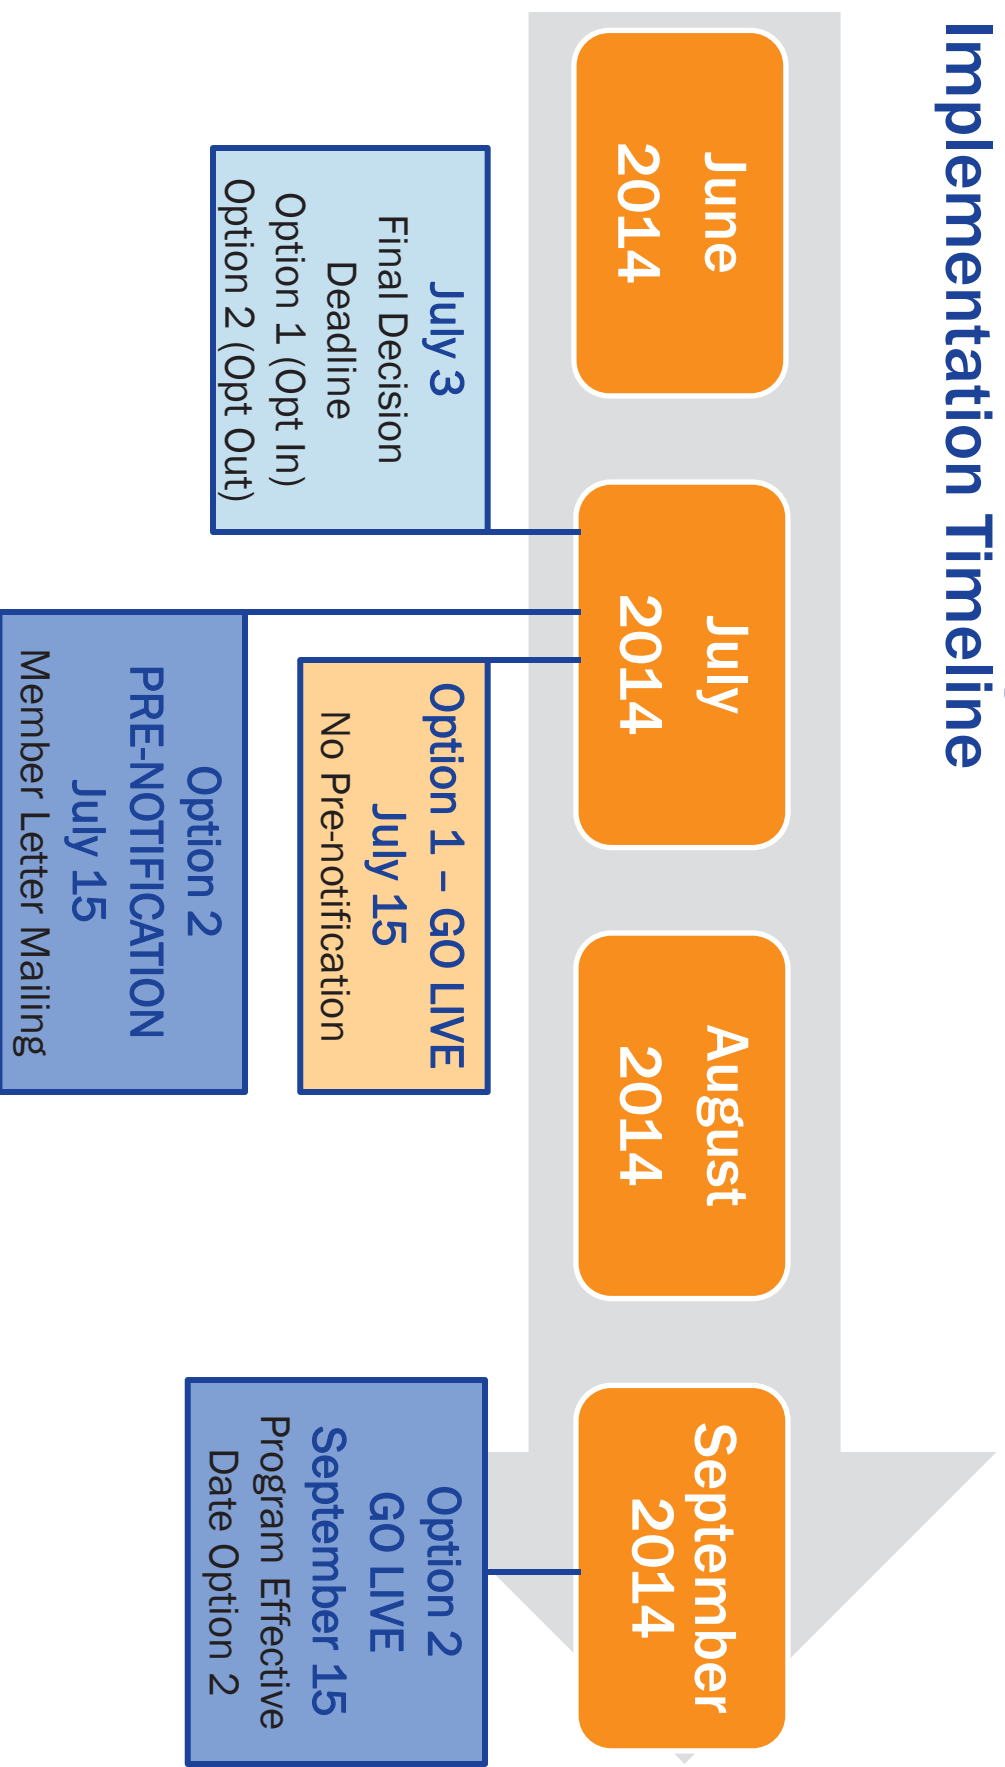 Implementation Timeline
June
2014
July
2014
August
2014
September
2014
July 3
Final Decision
Deadline
Option 1 (Opt In)
Option 2 (Opt Out)
Option 1 – GO LIVE
July 15
No Pre-notification
Option 2
PRE-NOTIFICATION
July 15
Member Letter Mailing
Option 2
GO LIVE
September 15
Program Effective
Date Option 2